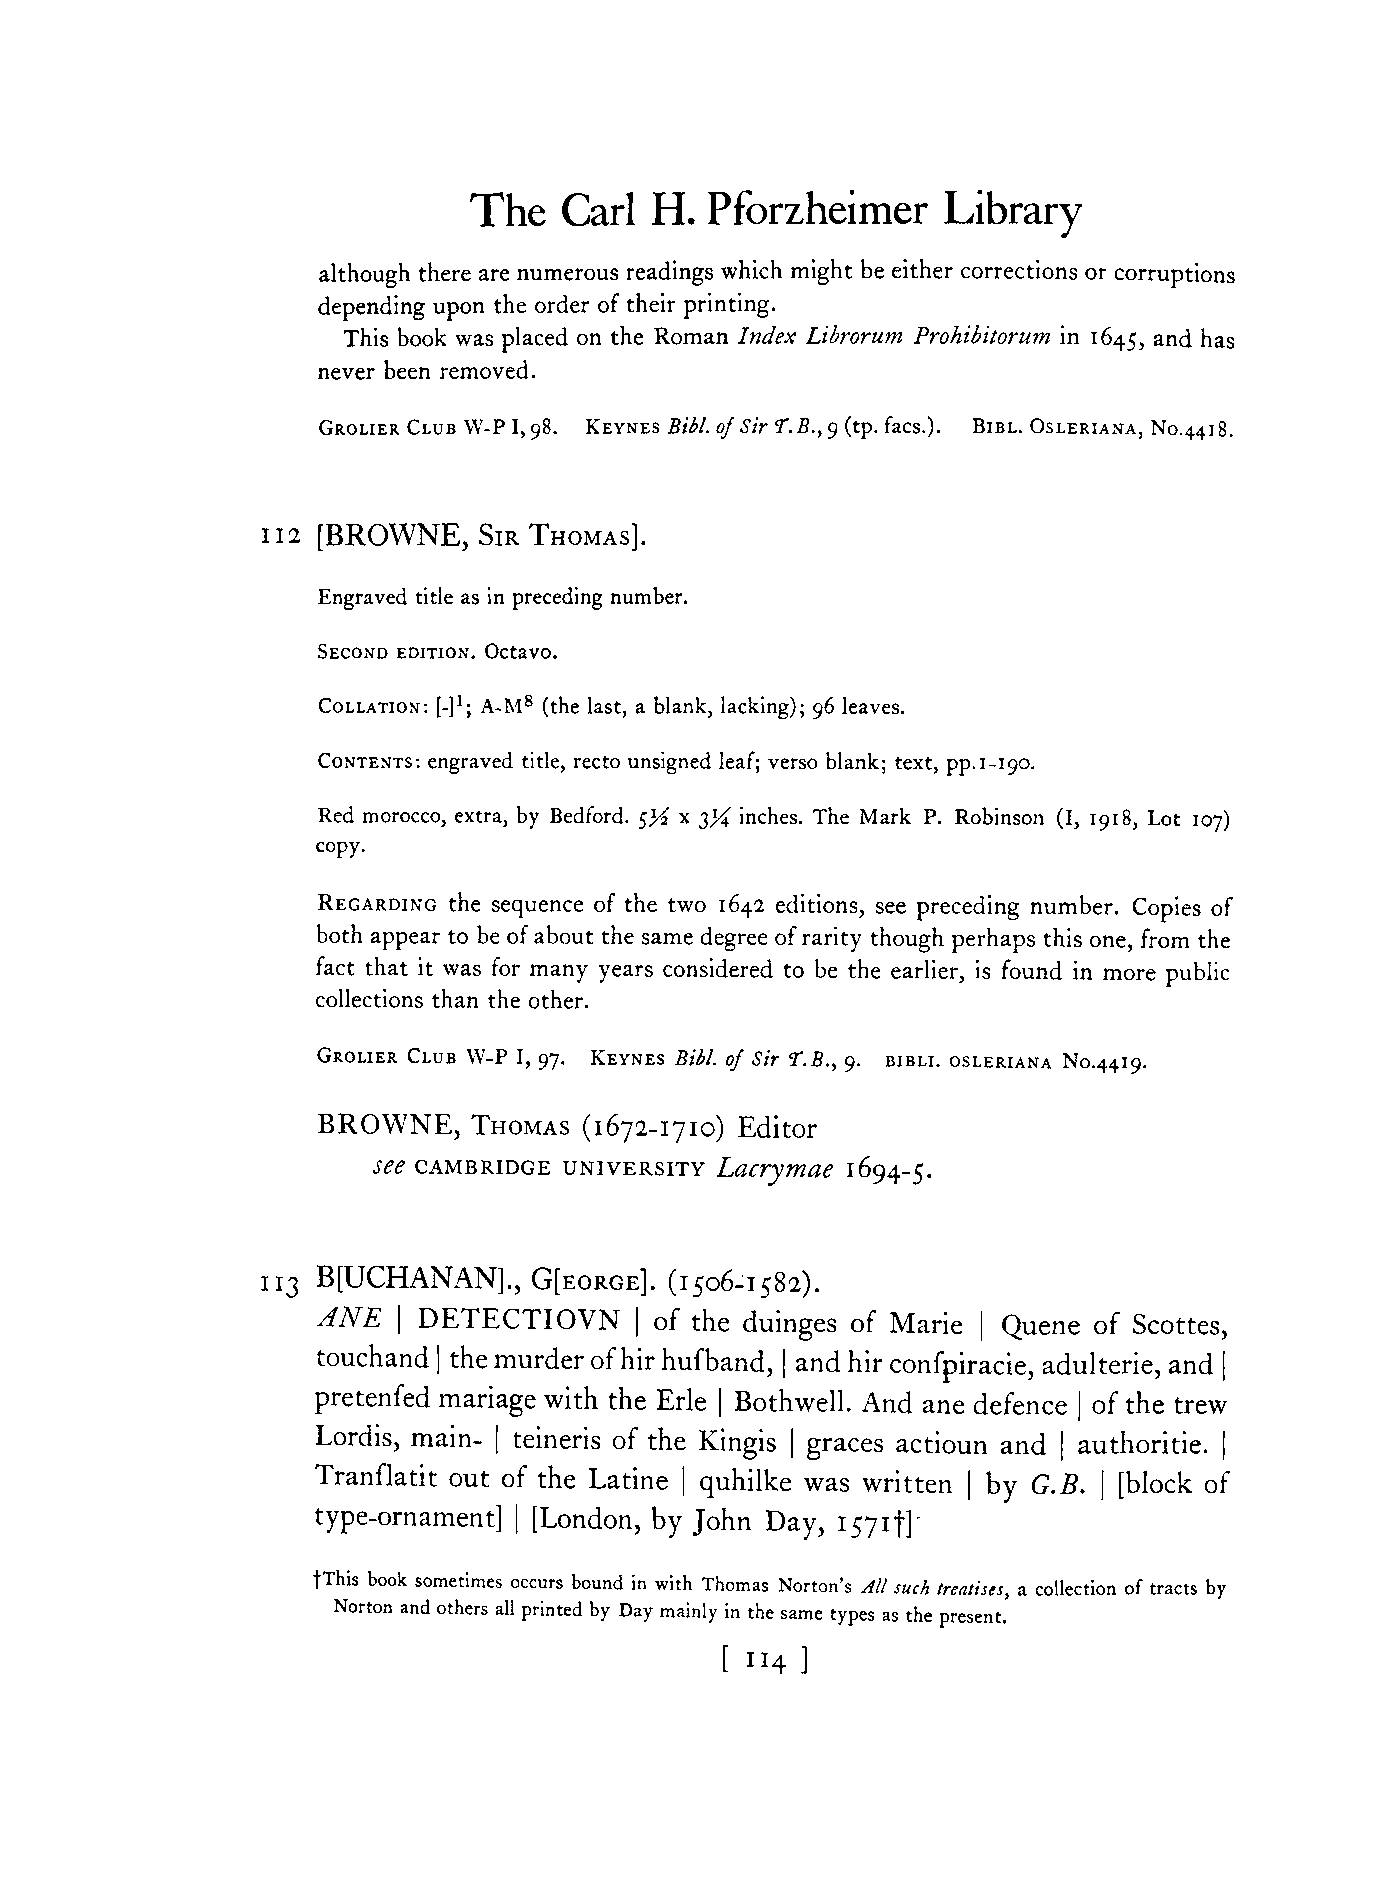 The Carl H. Pforzheimer Library
although there are numerous readings which might be either corrections or corruptions
depending upon the order of their printing.
This book was placed on the Roman Index Librorum Prohibitorum in 1645, and has
never been removed.
GROLIER CLUB W-P I, 98. KEYNES Bibl. of Sir T.B., 9 (tp. facs.). BIBL. OSLERIANA, No.4418.
112 [BROWNE, SIR THOMAS].
Engraved title as in preceding number.
SECOND EDITION. Octavo.
COLLATION: [-]¹; A-M⁸ (the last, a blank, lacking); 96 leaves.
CONTENTS: engraved title, recto unsigned leaf; verso blank; text, pp.1-190.
Red morocco, extra, by Bedford. 5½ x 3¼ inches. The Mark P. Robinson (I, 1918, Lot 107)
copy.
REGARDING the sequence of the two 1642 editions, see preceding number. Copies of
both appear to be of about the same degree of rarity though perhaps this one, from the
fact that it was for many years considered to be the earlier, is found in more public
collections than the other.
GROLIER CLUB W-P I, 97. KEYNES Bibl. of Sir T.B., 9. BIBLI. OSLERIANA No.4419.
BROWNE, THOMAS (1672-1710) Editor
see CAMBRIDGE UNIVERSITY Lacrymae 1694-5.
113 B[UCHANAN]., G[EORGE]. (1506-1582).
ANE | DETECTIOVN | of the duinges of Marie | Quene of Scottes,
touchand | the murder of hir huſband, | and hir conſpiracie, adulterie, and |
pretenſed mariage with the Erle | Bothwell. And ane defence | of the trew
Lordis, main- | teineris of the Kingis | graces actioun and | authoritie. |
Tranſlatit out of the Latine | quhilke was written | by G.B. | [block of
type-ornament] | [London, by John Day, 1571†]
†This book sometimes occurs bound in with Thomas Norton's All such treatises, a collection of tracts by
Norton and others all printed by Day mainly in the same types as the present.
[ 114 ]